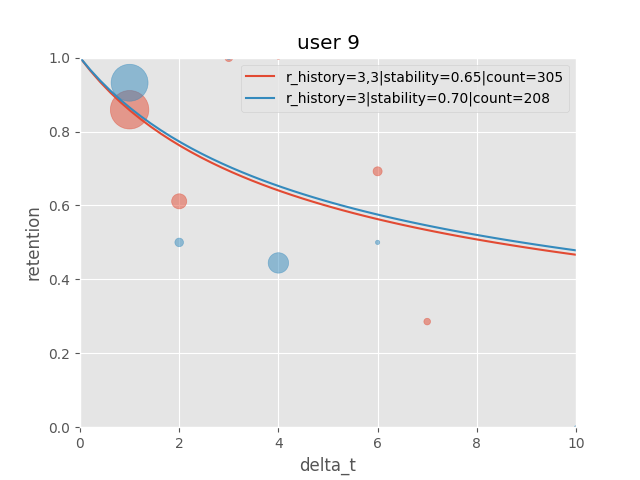 user 9
r_history=3,3|stability=0.65|count=305
r_history=3|stability=0.70|count=208
retention
1.0
0.8
0.6
0.4
0.2
0.0
0 2 4 6 8 10
delta_t